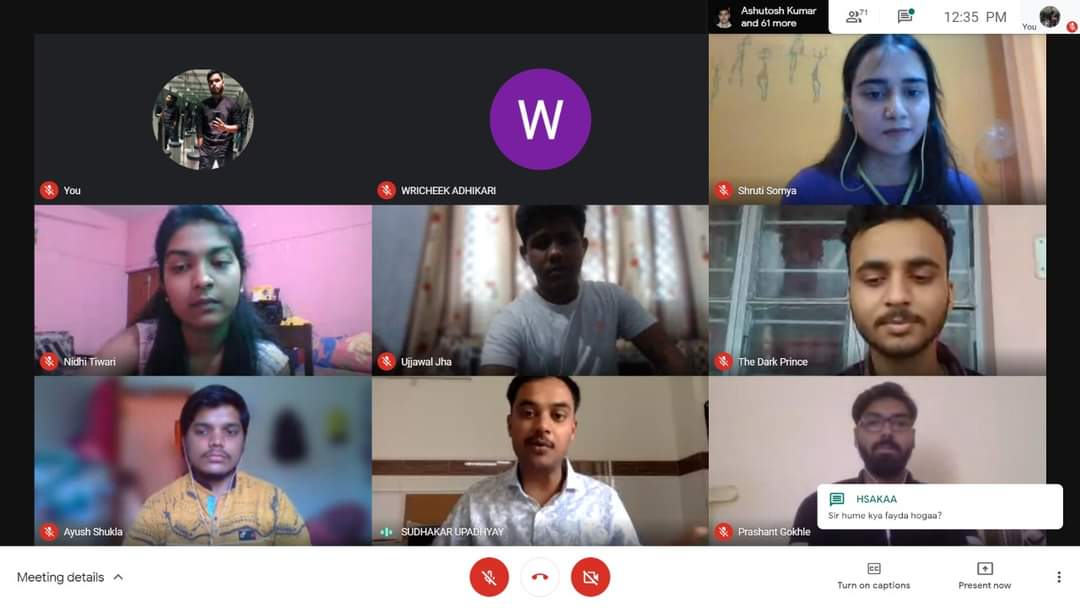 Ashutosh Kumar
and 61 more
71
12:35 PM
You
W
You
WRICHEEK ADHIKARI
Shruti Somya
Nidhi Tiwari
Ujjawal Jha
The Dark Prince
Ayush Shukla
SUDHAKAR UPADHYAY
Prashant Gokhle
HSAKAA
Sir hume kya fayda hogaa?
Meeting details
CC
Turn on captions
Present now